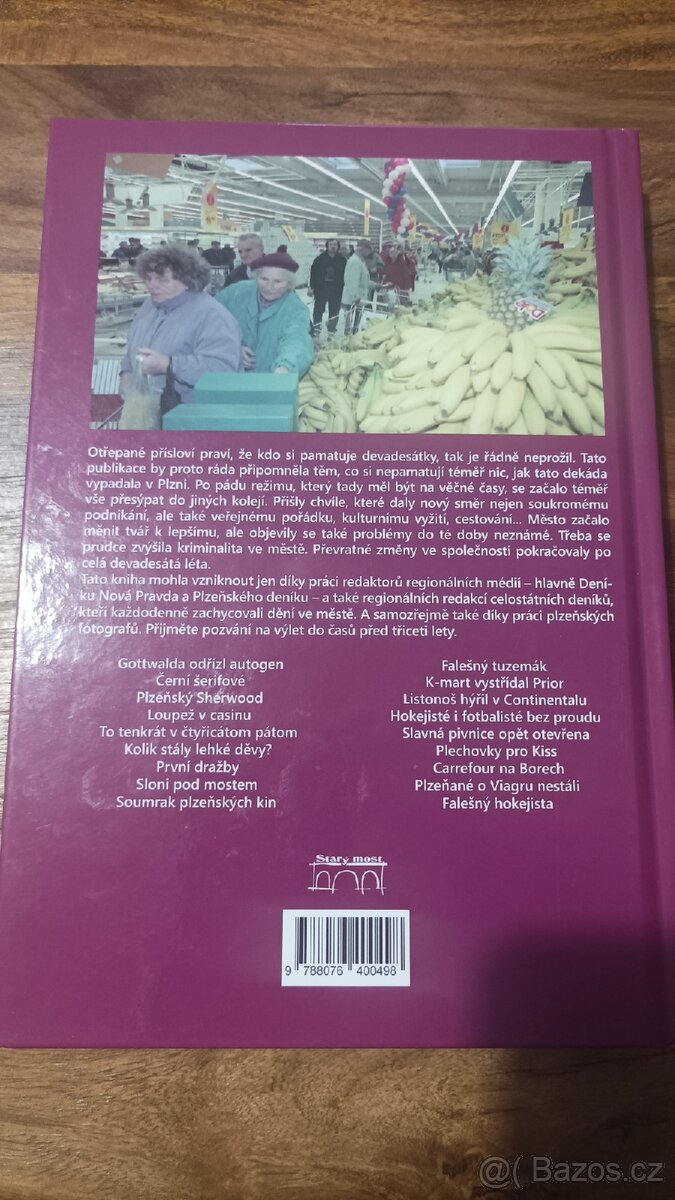 Otřepané přísloví praví, že kdo si pamatuje devadesátky, tak je řádně neprožil. Tato
publikace by proto ráda připomněla těm, co si nepamatují téměř nic, jak tato dekáda
vypadala v Plzni. Po pádu režimu, který tady měl být na věčné časy, se začalo téměř
vše přesýpat do jiných kolejí. Přišly chvíle, které daly nový směr nejen soukromému
podnikání, ale také veřejnému pořádku, kulturnímu vyžití, cestování... Město začalo
měnit tvář k lepšímu, ale objevily se také problémy do té doby neznámé. Třeba se
prudce zvýšila kriminalita ve městě. Převratné změny ve společnosti pokračovaly po
celá devadesátá léta.
Tato kniha mohla vzniknout jen díky práci redaktorů regionálních médií – hlavně Dení-
ku Nová Pravda a Plzeňského deníku – a také regionálních redakcí celostátních deníků,
kteří každodenně zachycovali dění ve městě. A samozřejmě také díky práci plzeňských
fotografů. Přijměte pozvání na výlet do časů před třiceti lety.
Gottwalda odřízl autogen
Černí šerifové
Plzeňský Sherwood
Loupež v casinu
To tenkrát v čtyřicátom pátom
Kolik stály lehké děvy?
První dražby
Sloni pod mostem
Soumrak plzeňských kin
Falešný tuzemák
K-mart vystřídal Prior
Listonoš hýřil v Continentalu
Hokejisté i fotbalisté bez proudu
Slavná pivnice opět otevřena
Plechovky pro Kiss
Carrefour na Borech
Plzeňané o Viagru nestáli
Falešný hokejista
Starý most
9 788076 400498
@( Bazos.cz